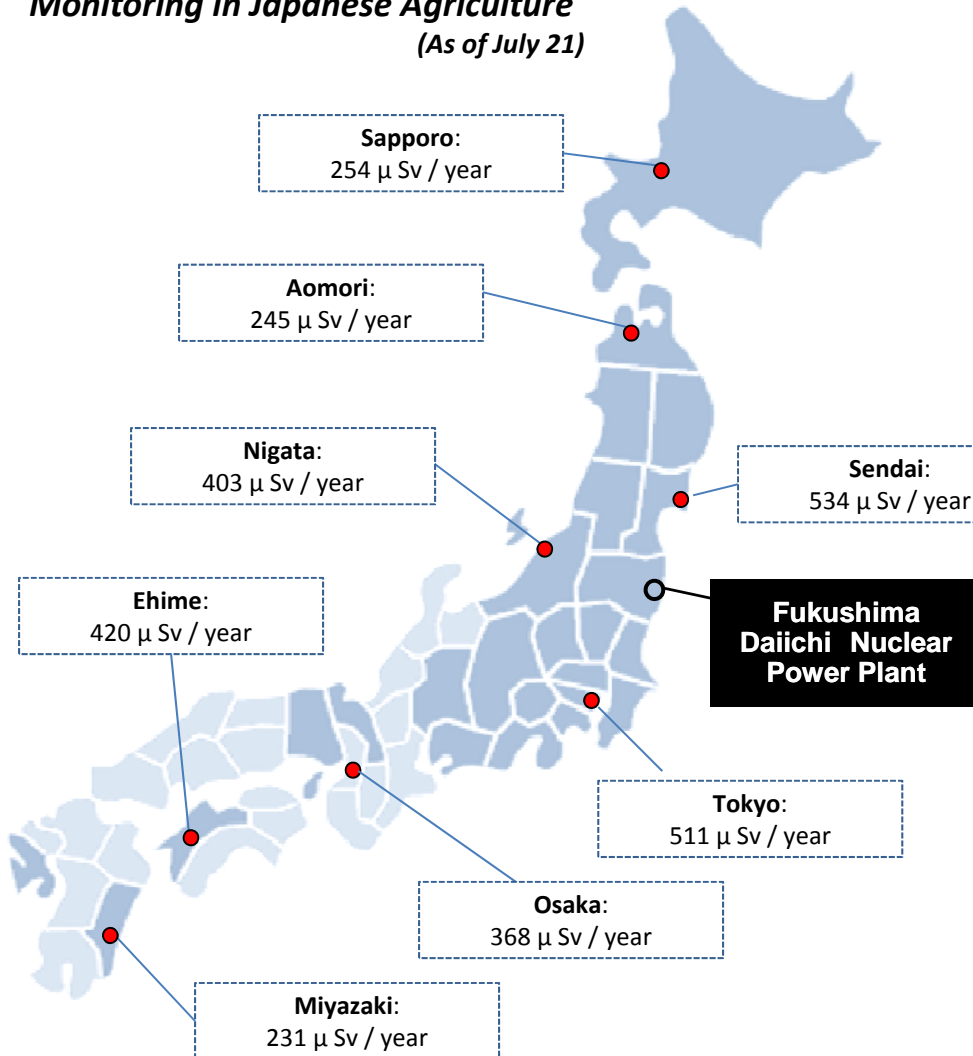 Monitoring in Japanese Agriculture
(As of July 21)
Sapporo:
254 μ Sv / year
Aomori:
245 μ Sv / year
Nigata:
403 μ Sv / year
Sendai:
534 μ Sv / year
Ehime:
420 μ Sv / year
Fukushima
Daiichi Nuclear
Power Plant
Tokyo:
511 μ Sv / year
Osaka:
368 μ Sv / year
Miyazaki:
231 μ Sv / year